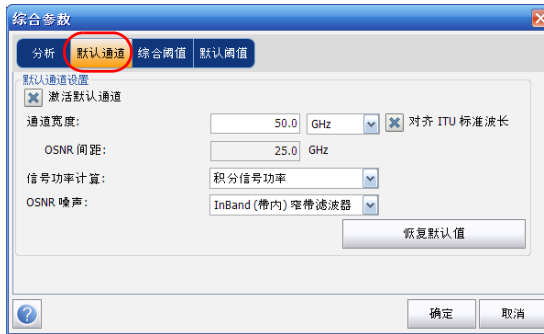 综合参数
分析 默认通道 综合阈值 默认阈值
默认通道设置
激活默认通道
通道宽度: 50.0 GHz 对齐 ITU 标准波长
OSNR 间距: 25.0 GHz
信号功率计算: 积分信号功率
OSNR 噪声: InBand (带内) 窄带滤波器
恢复默认值
确定 取消